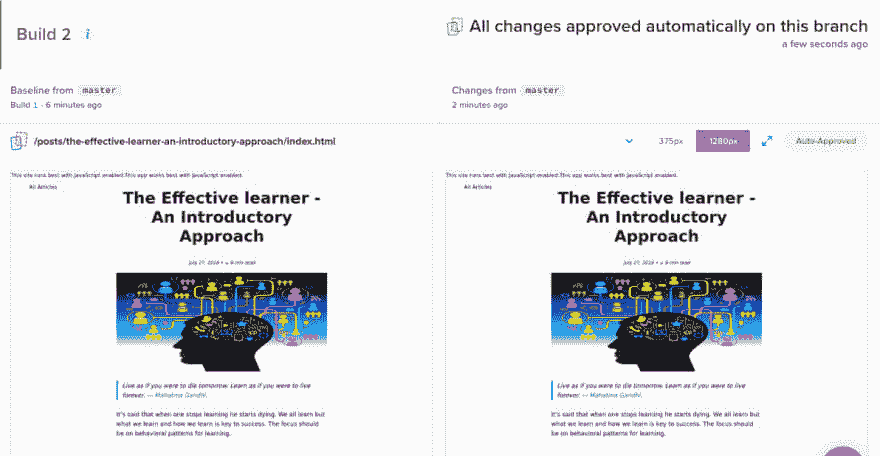 Build 2 i
All changes approved automatically on this branch
a few seconds ago
Baseline from master
Build 1 · 6 minutes ago
Changes from master
2 minutes ago
/posts/the-effective-learner-an-introductory-approach/index.html
375px
1280px
Auto-Approved
This site runs best with JavaScript enabled.This app works best with JavaScript enabled.
All Articles
The Effective learner -
An Introductory
Approach
July 27, 2018 •
min read
Live as if you were to die tomorrow. Learn as if you were to live
forever. — Mahatma Gandhi.
It's said that when one stops learning he starts dying. We all learn but
what we learn and how we learn is key to success. The focus should
be on behavioral patterns for learning.
This site runs best with JavaScript enabled.This app works best with JavaScript enabled.
All Articles
The Effective learner -
An Introductory
Approach
July 27, 2018 •
min read
Live as if you were to die tomorrow. Learn as if you were to live
forever. — Mahatma Gandhi.
It's said that when one stops learning he starts dying. We all learn but
what we learn and how we learn is key to success. The focus should
be on behavioral patterns for learning.